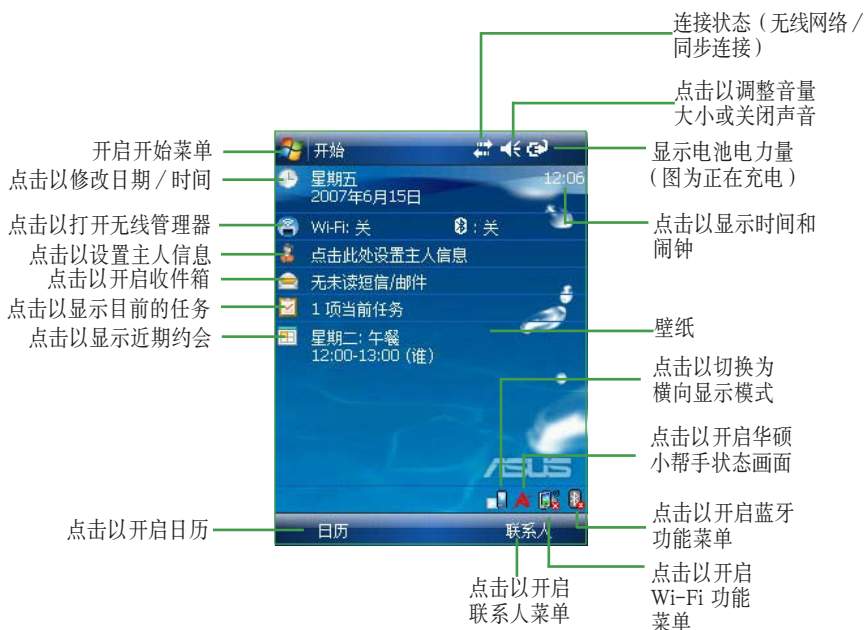 连接状态（无线网络／
同步连接）
点击以调整音量
大小或关闭声音
显示电池电力量
（图为正在充电）
点击以显示时间和
闹钟
壁纸
点击以切换为
横向显示模式
点击以开启华硕
小帮手状态画面
点击以开启蓝牙
功能菜单
点击以开启
Wi-Fi 功能
菜单
点击以开启
联系人菜单
开启开始菜单
点击以修改日期／时间
点击以打开无线管理器
点击以设置主人信息
点击以开启收件箱
点击以显示目前的任务
点击以显示近期约会
点击以开启日历
开始
星期五
12:06
2007年6月15日
Wi-Fi: 关
: 关
点击此处设置主人信息
无未读短信/邮件
1 项当前任务
星期二: 午餐
12:00-13:00 (谁)
ASUS
日历
联系人